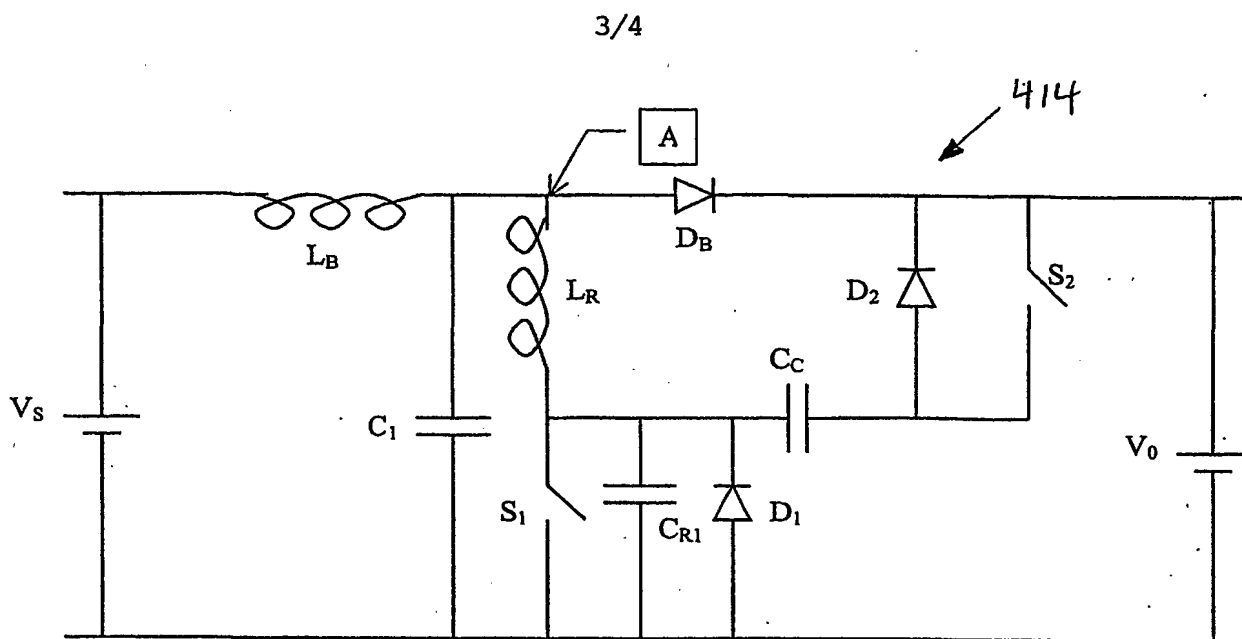 3/4
414
A
L_B
D_B
L_R
D_2
S_2
C_C
V_S
C_1
V_0
S_1
C_R1
D_1